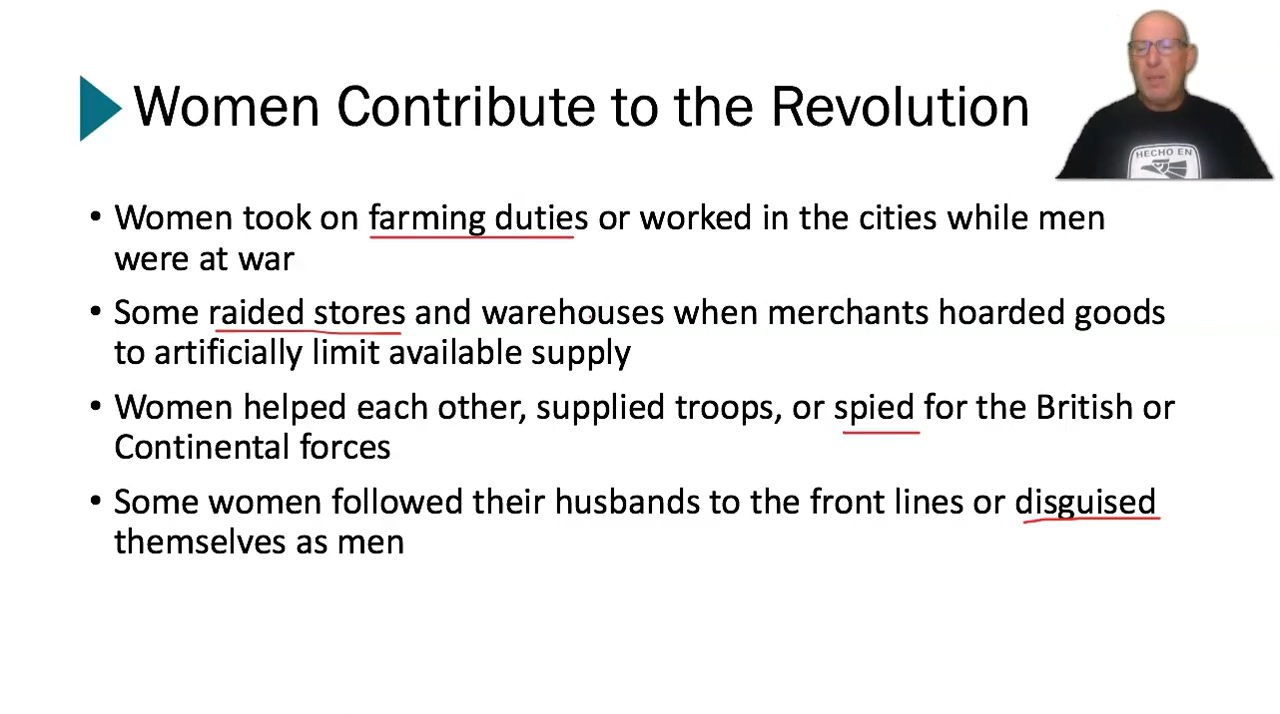 Women Contribute to the Revolution
HECHO EN
• Women took on farming duties or worked in the cities while men
were at war
• Some raided stores and warehouses when merchants hoarded goods
to artificially limit available supply
• Women helped each other, supplied troops, or spied for the British or
Continental forces
• Some women followed their husbands to the front lines or disguised
themselves as men